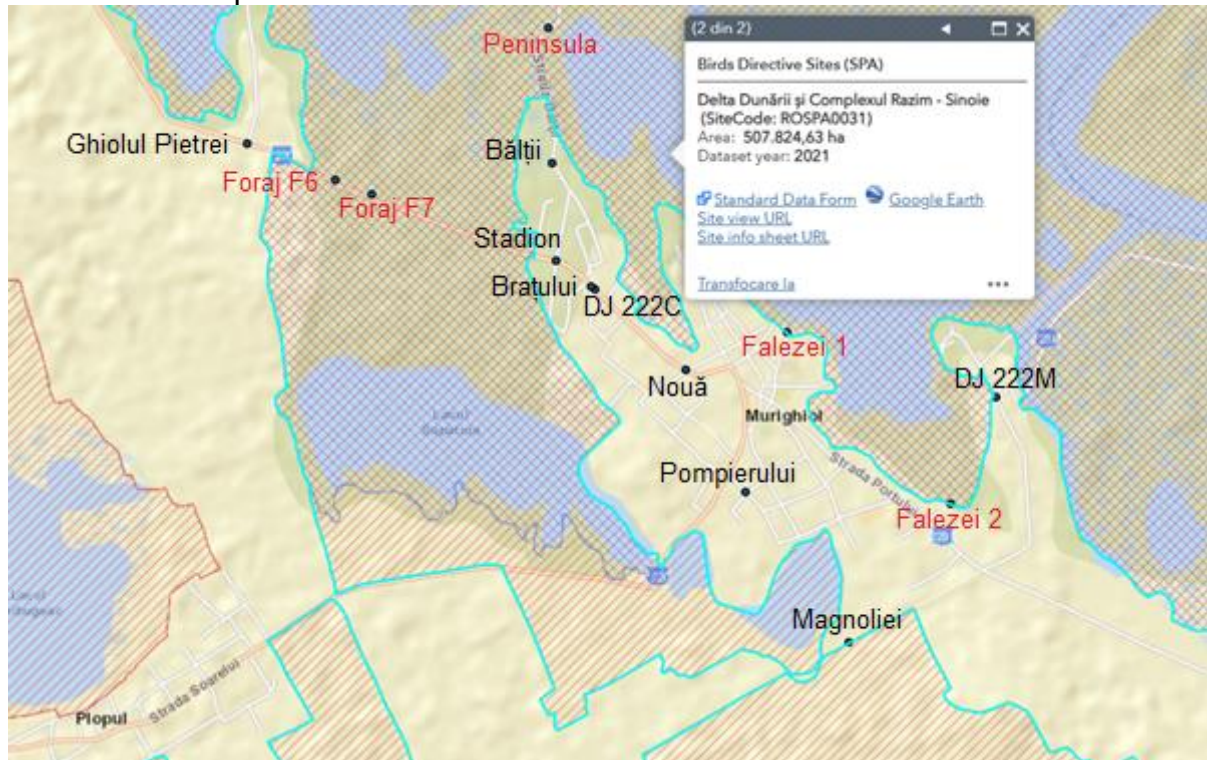 Peninsula
(2 din 2)
Birds Directive Sites (SPA)
Delta Dunării și Complexul Razim - Sinoie
(SiteCode: ROSPA0031)
Area: 507.824,63 ha
Dataset year: 2021
Standard Data Form Google Earth
Site view URL
Site info sheet URL
Transfocare la
Ghiolul Pietrei
Bălții
Foraj F6
Foraj F7
Stadion
Brațului
DJ 222C
Falezei 1
Nouă
DJ 222M
Murighiol
Lacul
Pompierului
Strada Portului
Falezei 2
Magnoliei
Lacul
Strada Soarelui
Plopul